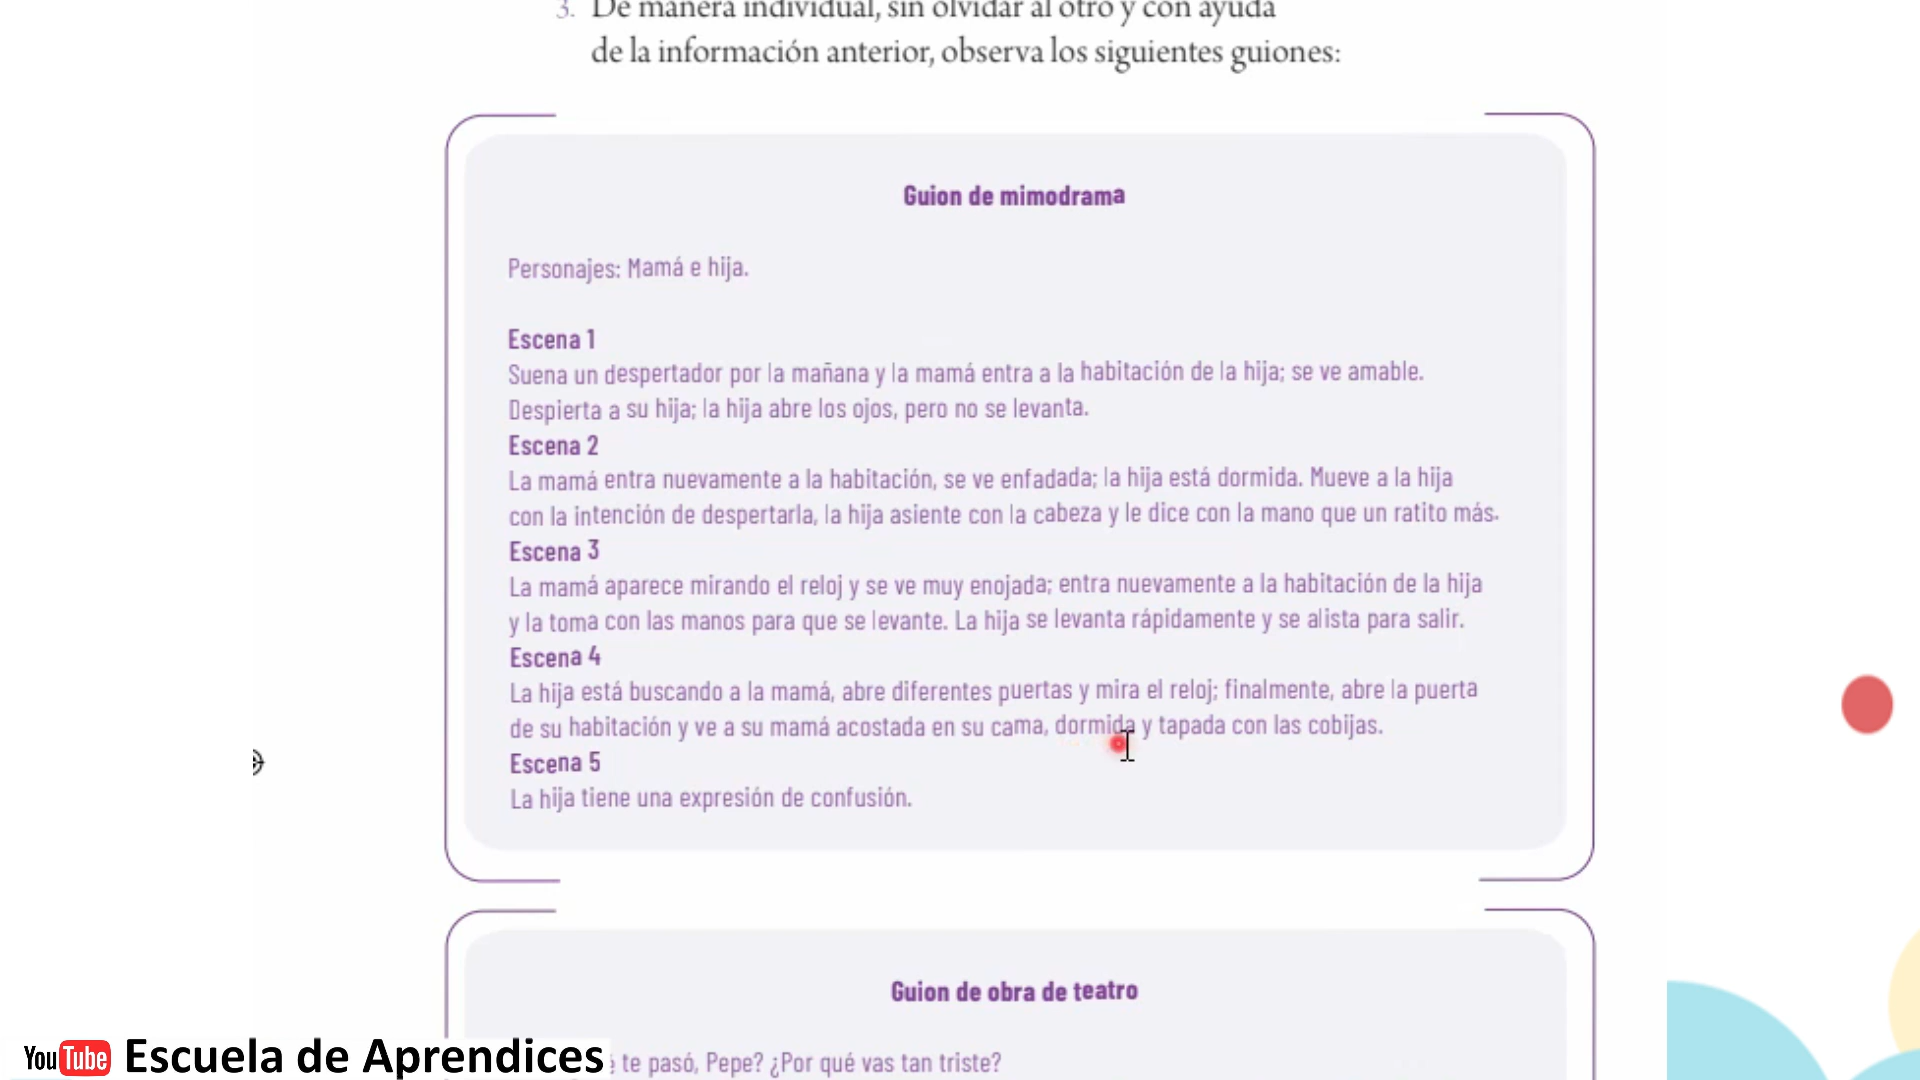 3. De manera individual, sin olvidar al otro y con ayuda
de la información anterior, observa los siguientes guiones:
Guion de mimodrama
Personajes: Mamá e hija.
Escena 1
Suena un despertador por la mañana y la mamá entra a la habitación de la hija; se ve amable.
Despierta a su hija; la hija abre los ojos, pero no se levanta.
Escena 2
La mamá entra nuevamente a la habitación, se ve enfadada; la hija está dormida. Mueve a la hija
con la intención de despertarla, la hija asiente con la cabeza y le dice con la mano que un ratito más.
Escena 3
La mamá aparece mirando el reloj y se ve muy enojada; entra nuevamente a la habitación de la hija
y la toma con las manos para que se levante. La hija se levanta rápidamente y se alista para salir.
Escena 4
La hija está buscando a la mamá, abre diferentes puertas y mira el reloj; finalmente, abre la puerta
de su habitación y ve a su mamá acostada en su cama, dormida y tapada con las cobijas.
Escena 5
La hija tiene una expresión de confusión.
Guion de obra de teatro
te pasó, Pepe? ¿Por qué vas tan triste?
YouTube Escuela de Aprendices